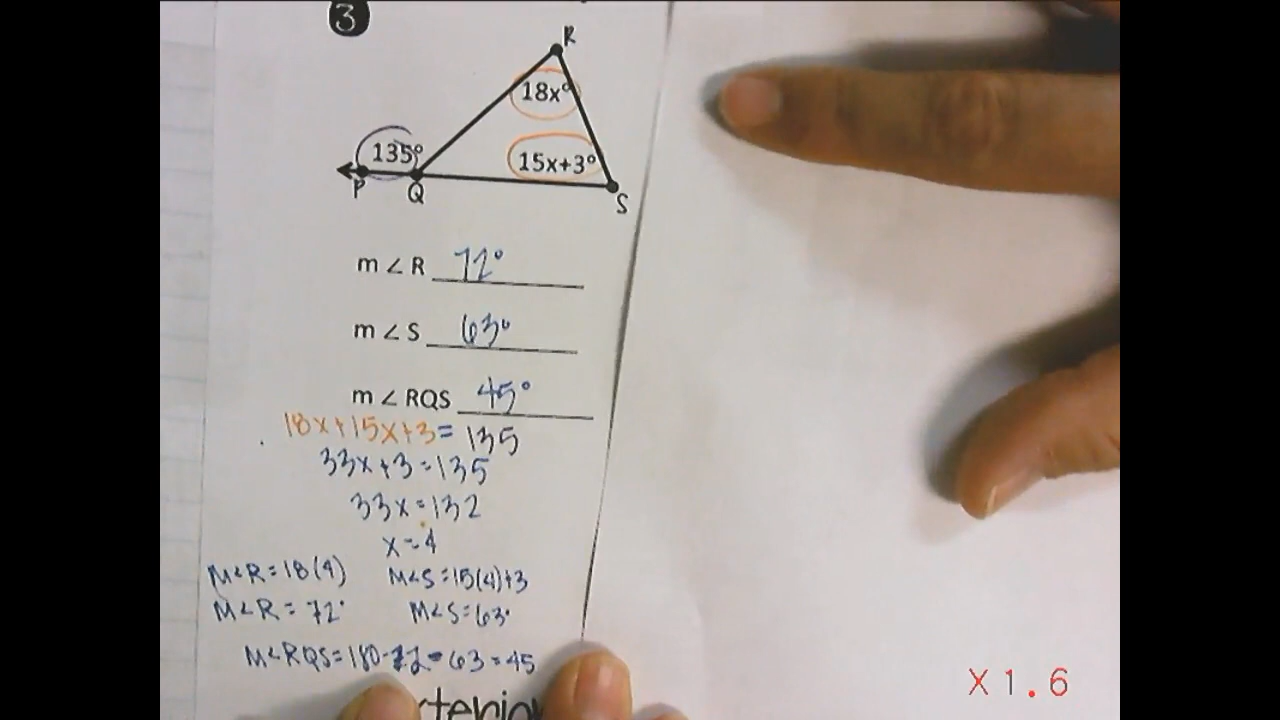 3
R
18x°
135°
15x+3°
P
Q
S
m∠R 72°
m∠S 63°
m∠RQS 45°
18x+15x+3=135
33x+3=135
33x=132
x=4
m∠R=18(4) m∠S=15(4)+3
m∠R=72° m∠S=63°
m∠RQS=180-72-63=45
X1.6